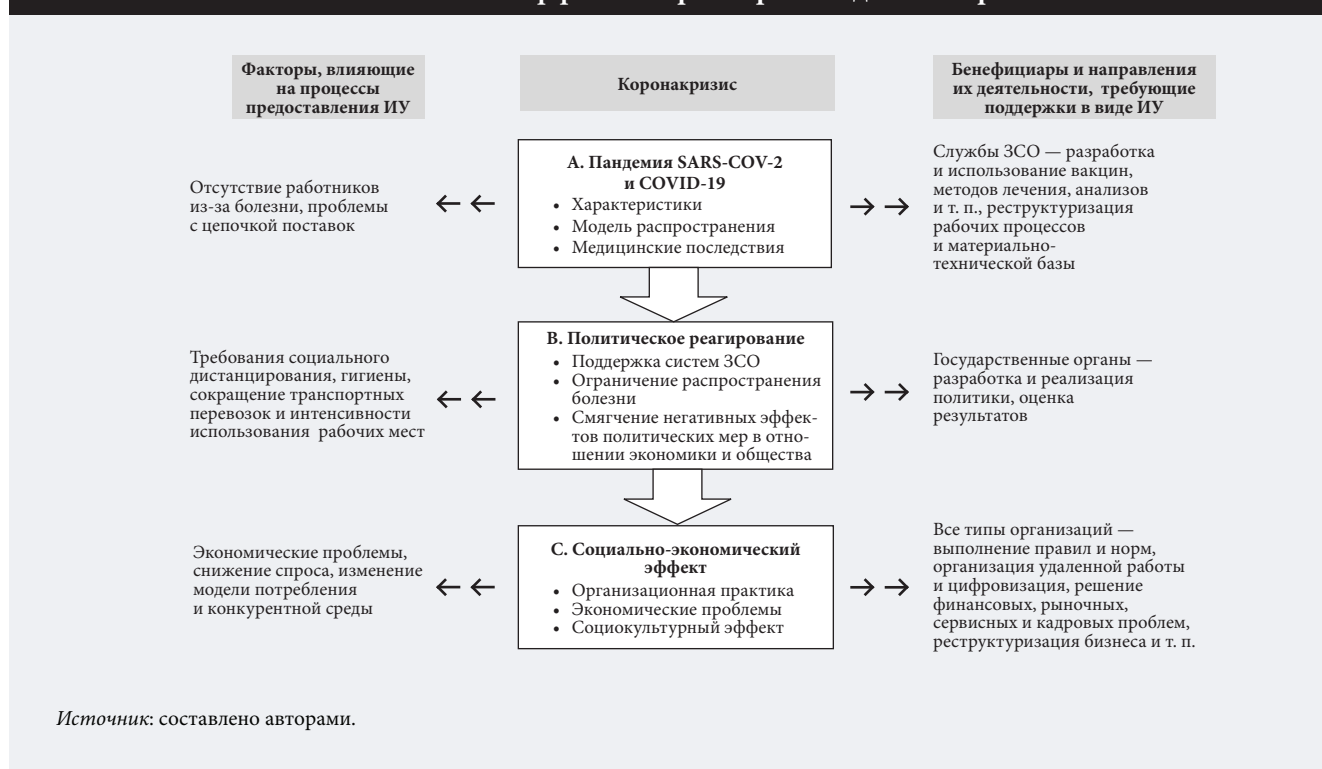 Факторы, влияющие
на процессы
предоставления ИУ
Коронакризис
Бенефициары и направления
их деятельности, требующие
поддержки в виде ИУ
Отсутствие работников
из-за болезни, проблемы
с цепочкой поставок
A. Пандемия SARS-COV-2
и COVID-19
• Характеристики
• Модель распространения
• Медицинские последствия
Службы ЗСО — разработка
и использование вакцин,
методов лечения, анализов
и т. п., реструктуризация
рабочих процессов
и материально-
технической базы
Требования социального
дистанцирования, гигиены,
сокращение транспортных
перевозок и интенсивности
использования рабочих мест
B. Политическое реагирование
• Поддержка систем ЗСО
• Ограничение распространения
болезни
• Смягчение негативных эффек-
тов политических мер в отно-
шении экономики и общества
Государственные органы —
разработка и реализация
политики, оценка
результатов
Экономические проблемы,
снижение спроса, изменение
модели потребления
и конкурентной среды
C. Социально-экономический
эффект
• Организационная практика
• Экономические проблемы
• Социокультурный эффект
Все типы организаций —
выполнение правил и норм,
организация удаленной работы
и цифровизация, решение
финансовых, рыночных,
сервисных и кадровых проблем,
реструктуризация бизнеса и т. п.
Источник: составлено авторами.